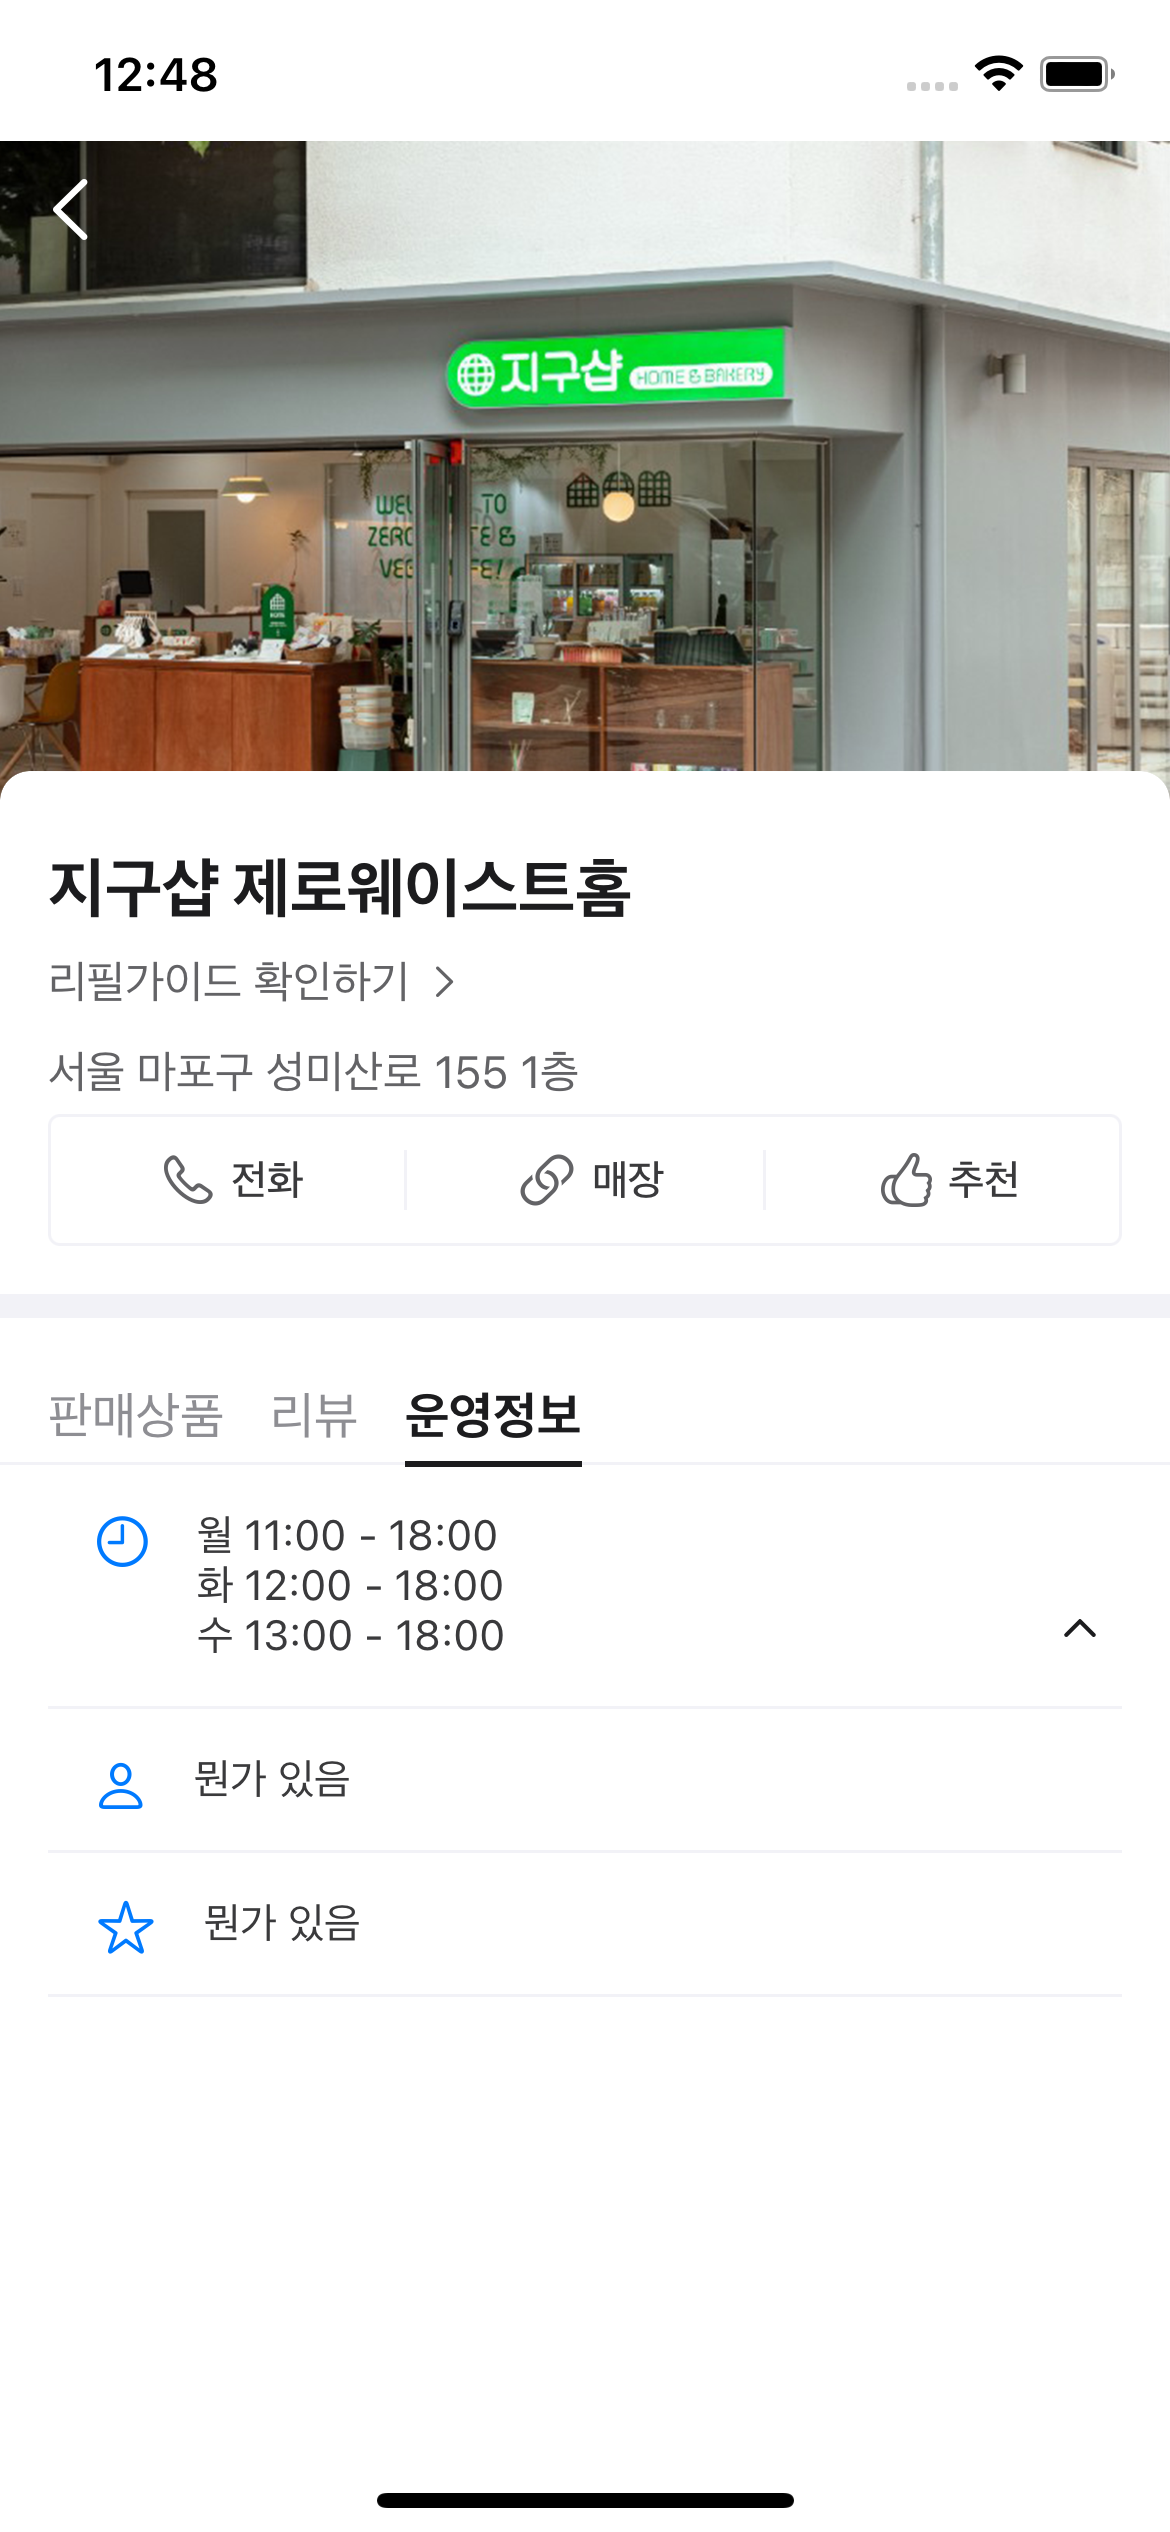 12:48
지구샵 HOME & BAKERY
WEL TO
ZERO TE &
VEG FE!
지구샵 제로웨이스트홈
리필가이드 확인하기
서울 마포구 성미산로 155 1층
전화 매장 추천
판매상품 리뷰 운영정보
월 11:00 - 18:00
화 12:00 - 18:00
수 13:00 - 18:00
뭔가 있음
뭔가 있음